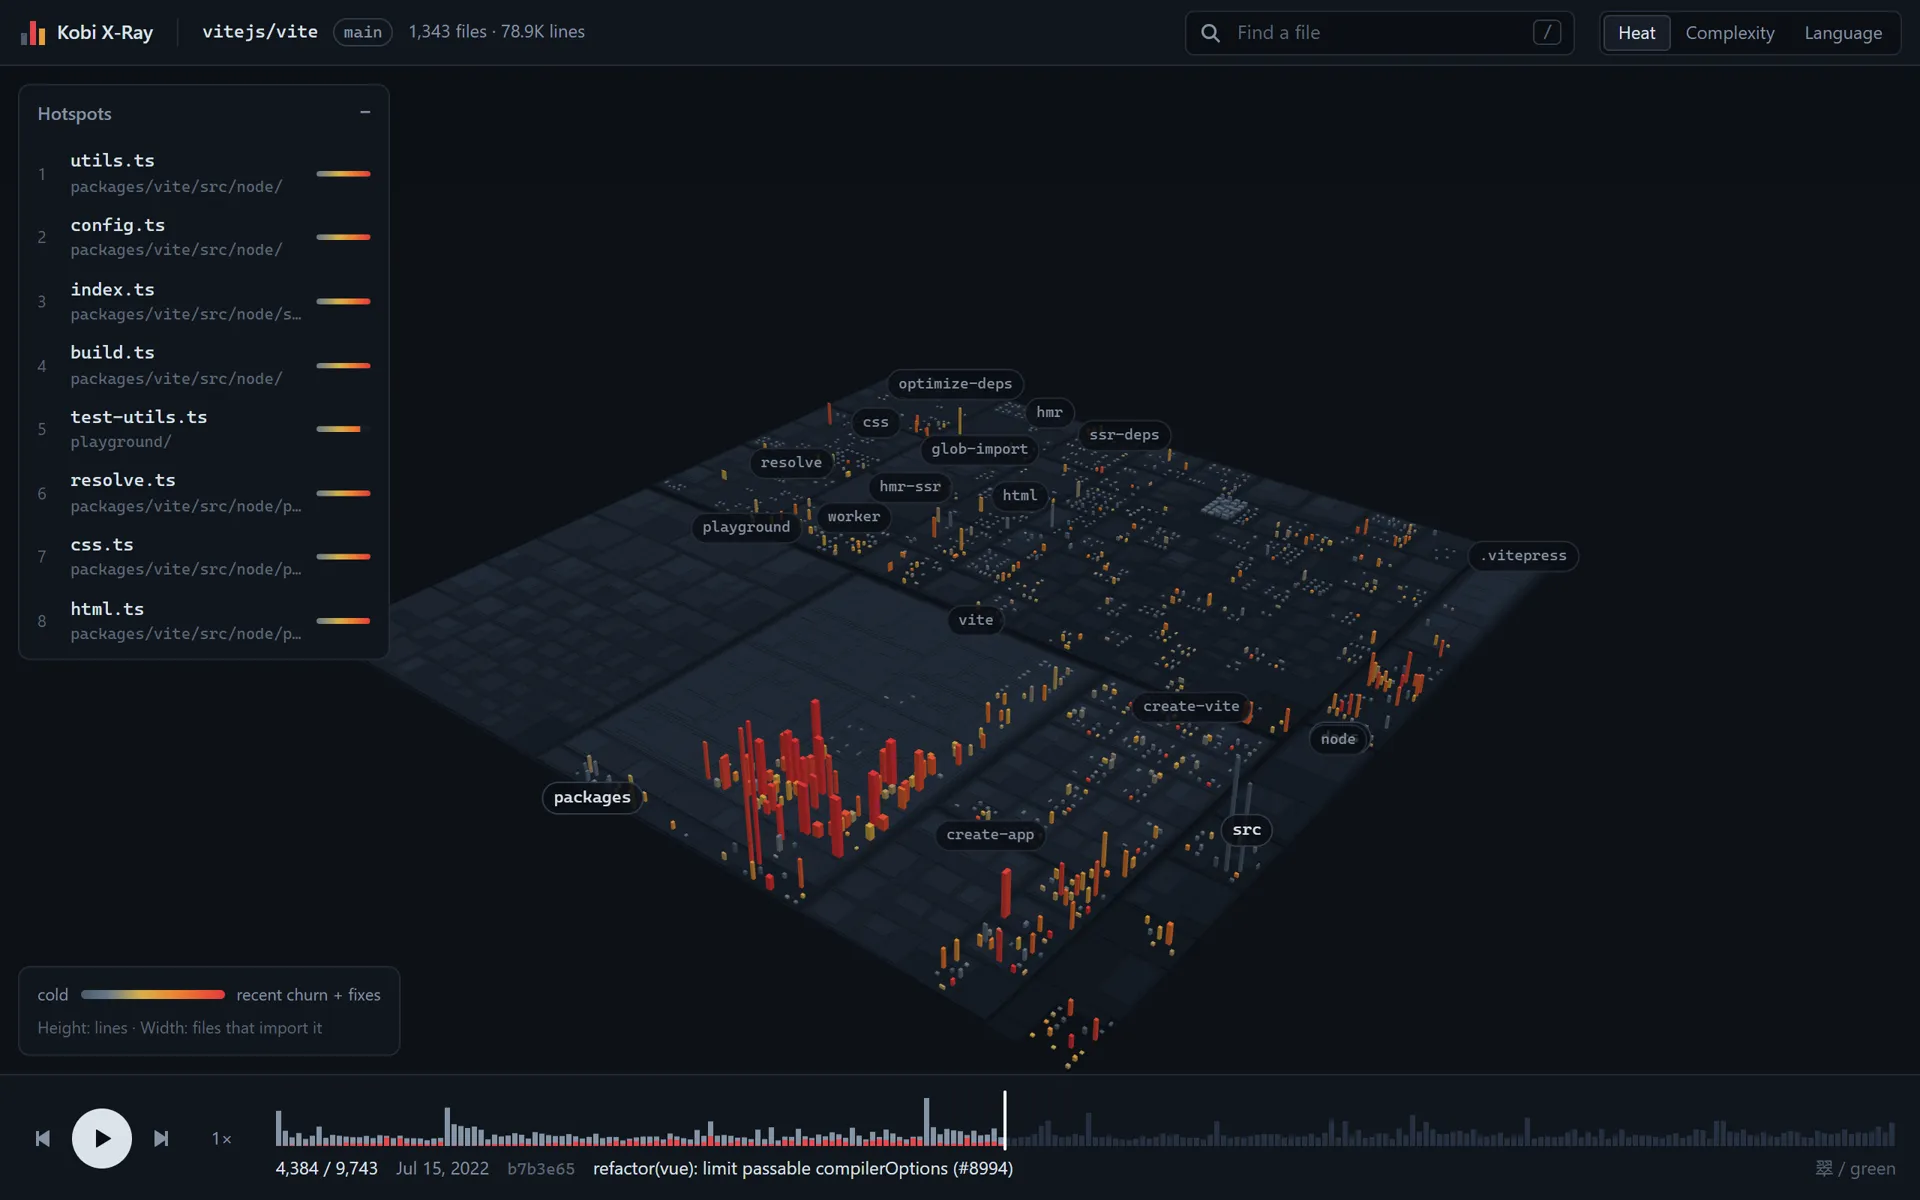 Kobi X-Ray
vitejs/vite
main
1,343 files · 78.9K lines
Find a file
/
Heat
Complexity
Language
Hotspots
−
1
utils.ts
packages/vite/src/node/
2
config.ts
packages/vite/src/node/
3
index.ts
packages/vite/src/node/s…
4
build.ts
packages/vite/src/node/
5
test-utils.ts
playground/
6
resolve.ts
packages/vite/src/node/p…
7
css.ts
packages/vite/src/node/p…
8
html.ts
packages/vite/src/node/p…
optimize-deps
hmr
css
ssr-deps
glob-import
resolve
hmr-ssr
html
worker
playground
.vitepress
vite
create-vite
node
packages
src
create-app
cold
recent churn + fixes
Height: lines · Width: files that import it
1×
4,384 / 9,743
Jul 15, 2022
b7b3e65
refactor(vue): limit passable compilerOptions (#8994)
翠 / green